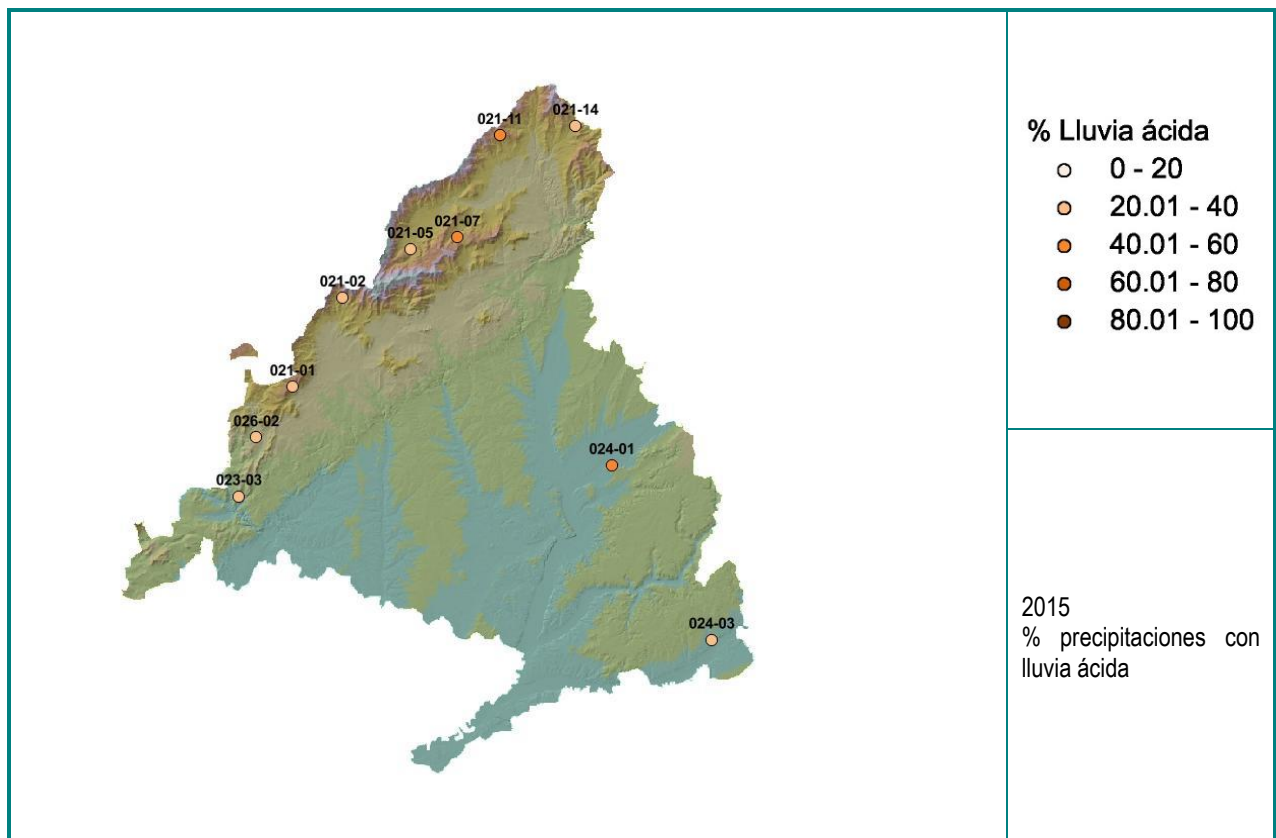 021-14
021-11
021-07
021-05
021-02
021-01
026-02
024-01
023-03
024-03
% Lluvia ácida
0 - 20
20.01 - 40
40.01 - 60
60.01 - 80
80.01 - 100
2015
% precipitaciones con
lluvia ácida